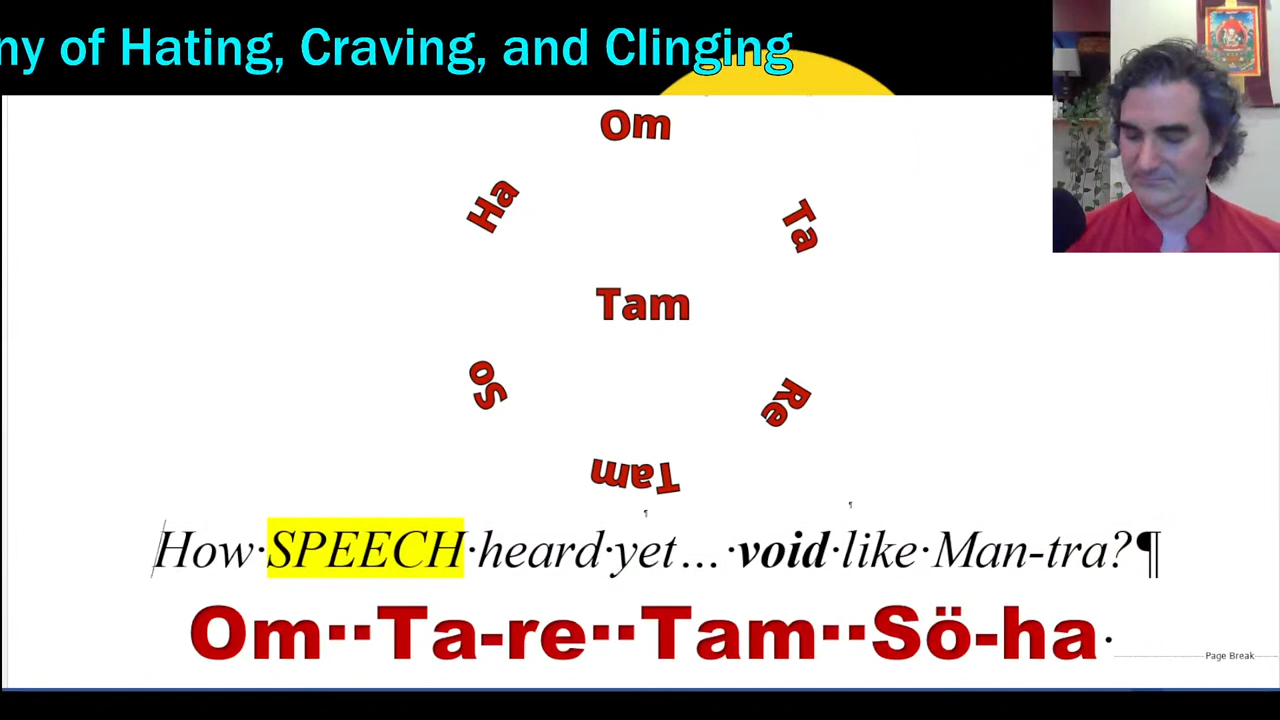 ny of Hating, Craving, and Clinging
Om
Ha
Ta
Tam
So
Re
Tam
How·SPEECH·heard·yet…·void·like·Man-tra?¶
Om··Ta-re··Tam··Sö-ha·
Page Break